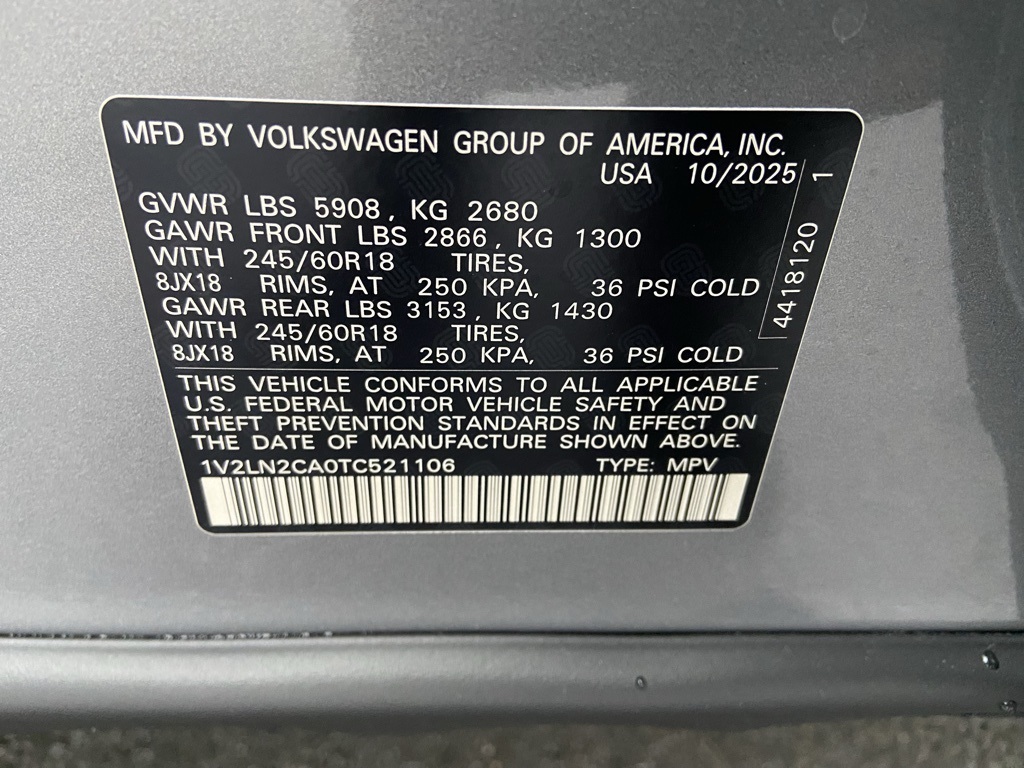 MFD BY VOLKSWAGEN GROUP OF AMERICA, INC.
USA 10/2025
GVWR LBS 5908, KG 2680
GAWR FRONT LBS 2866, KG 1300
WITH 245/60R18 TIRES,
8JX18 RIMS, AT 250 KPA, 36 PSI COLD
GAWR REAR LBS 3153, KG 1430
WITH 245/60R18 TIRES,
8JX18 RIMS, AT 250 KPA, 36 PSI COLD
THIS VEHICLE CONFORMS TO ALL APPLICABLE
U.S. FEDERAL MOTOR VEHICLE SAFETY AND
THEFT PREVENTION STANDARDS IN EFFECT ON
THE DATE OF MANUFACTURE SHOWN ABOVE.
1V2LN2CA0TC521106 TYPE: MPV
4418120 1